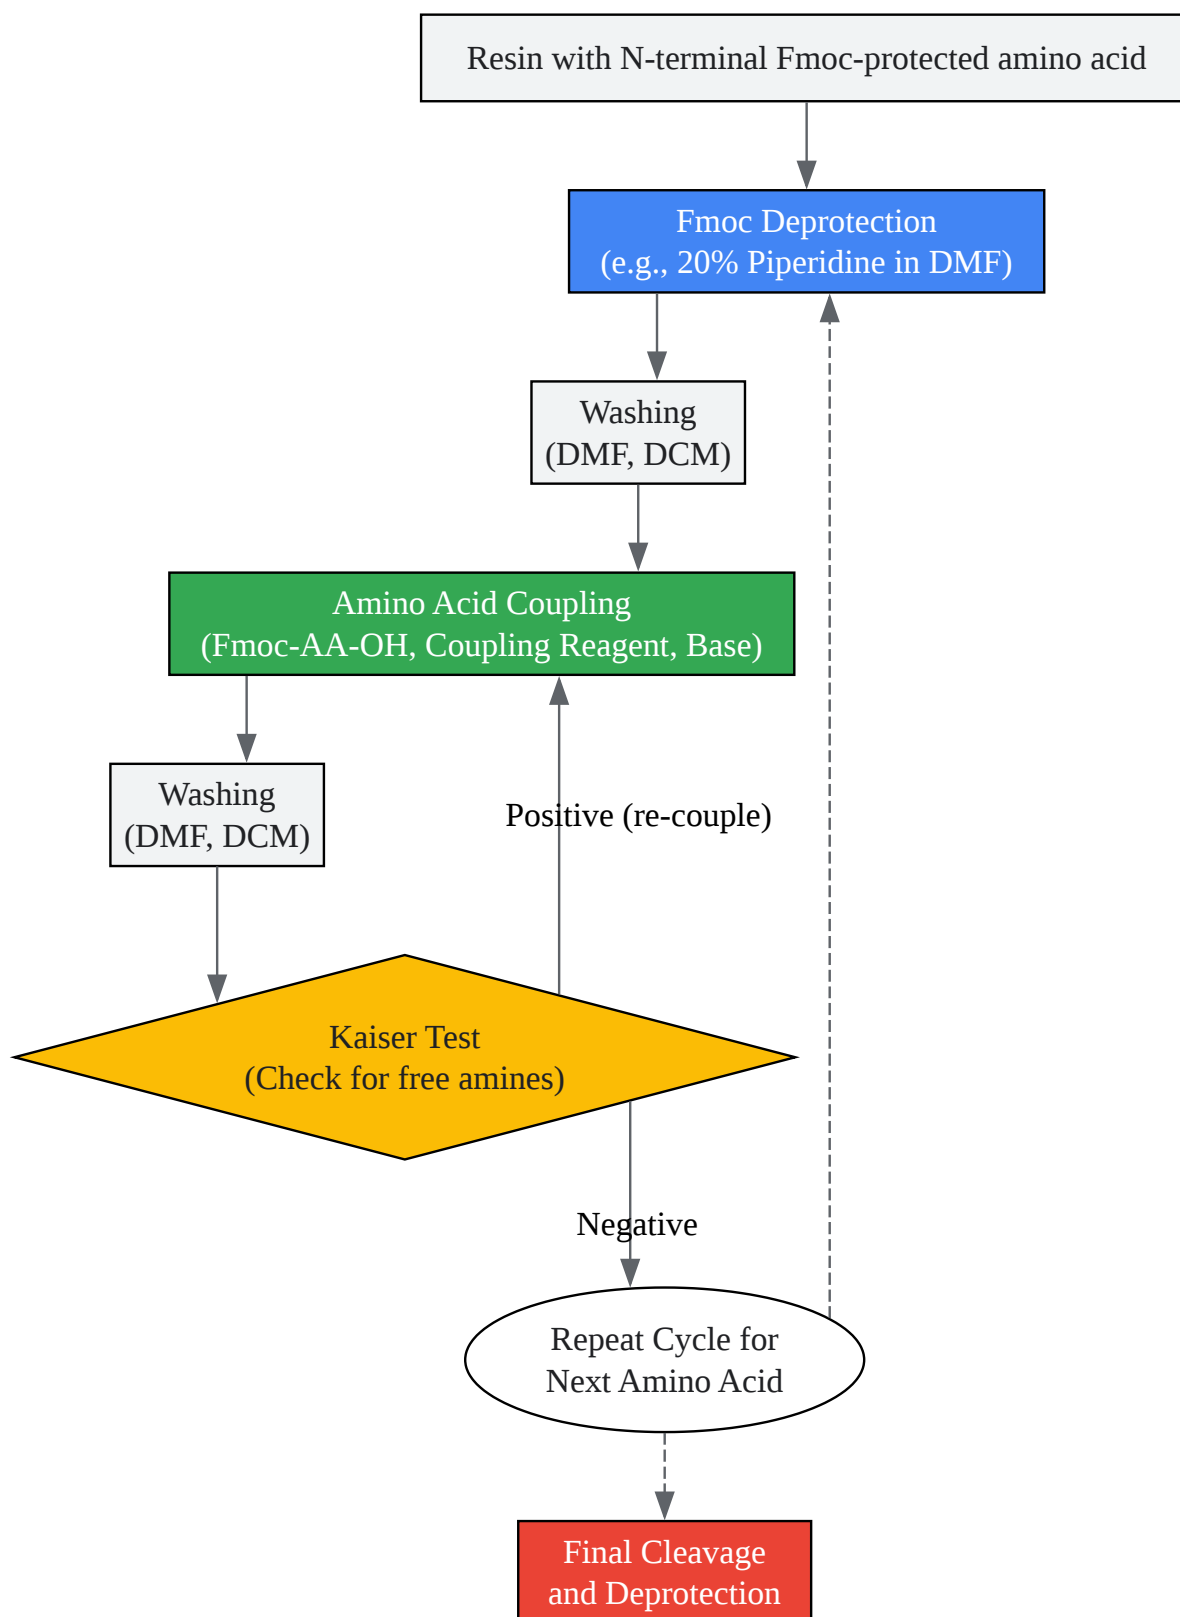 Resin with N-terminal Fmoc-protected amino acid
Fmoc Deprotection
(e.g., 20% Piperidine in DMF)
Washing
(DMF, DCM)
Amino Acid Coupling
(Fmoc-AA-OH, Coupling Reagent, Base)
Washing
(DMF, DCM)
Positive (re-couple)
Kaiser Test
(Check for free amines)
Negative
Repeat Cycle for
Next Amino Acid
Final Cleavage
and Deprotection